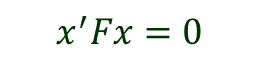 x′Fx = 0